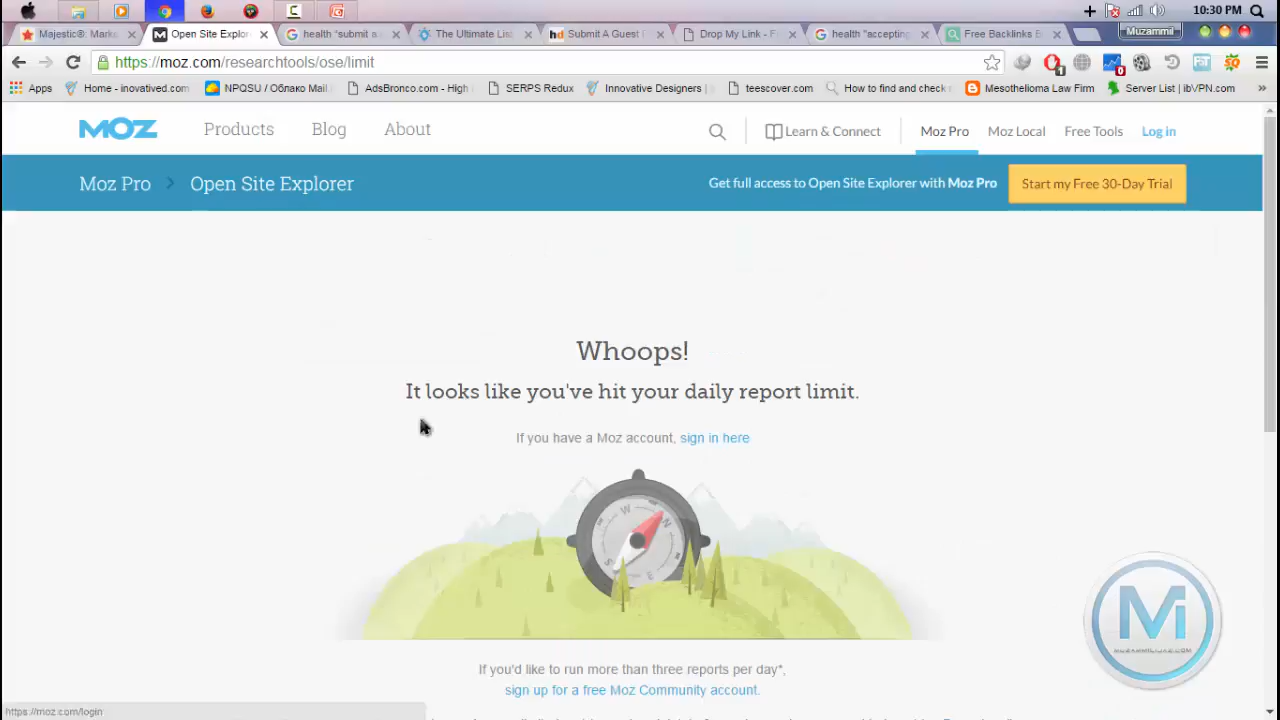 10:30 PM
Majestic®: Mark
Open Site Explor
health "submit a
The Ultimate Lis
Submit A Guest
Drop My Link - F
health "accepting
Free Backlinks
Muzammil
https://moz.com/researchtools/ose/limit
1
0
Apps
Home - inovatived.com
NPQSU / Облако Mail.
AdsBronze.com - High
SERPS Redux
Innovative Designers
teescover.com
How to find and check
Mesothelioma Law Firm
Server List | ibVPN.com
»
MOZ
Products
Blog
About
Learn & Connect
Moz Pro
Moz Local
Free Tools
Log in
Moz Pro
Open Site Explorer
Get full access to Open Site Explorer with Moz Pro
Start my Free 30-Day Trial
Whoops!
It looks like you've hit your daily report limit.
If you have a Moz account, sign in here
W
N
S
E
Mi
If you'd like to run more than three reports per day*,
sign up for a free Moz Community account.
https://moz.com/login